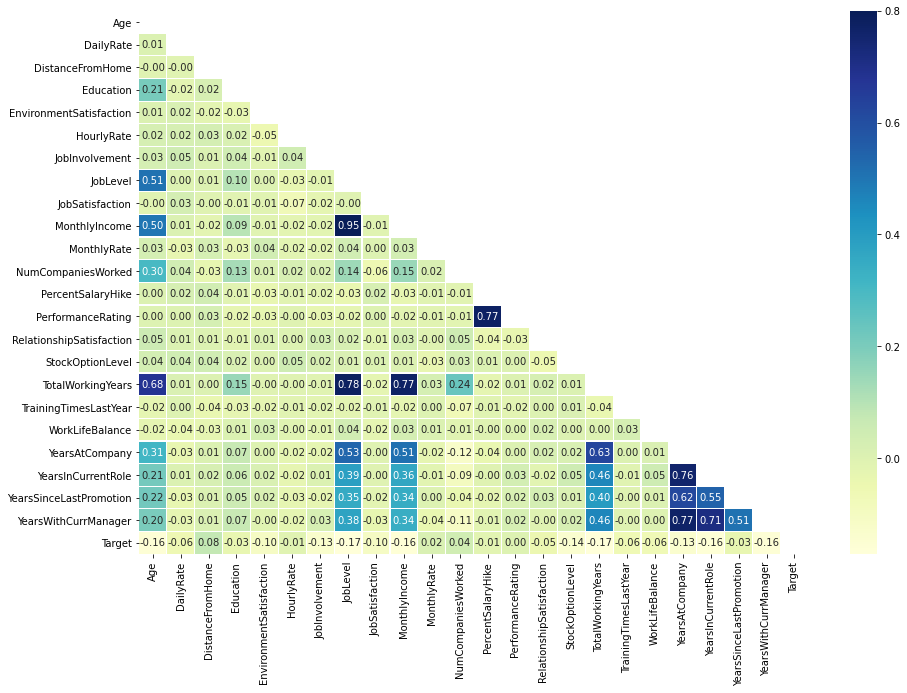 Age
DailyRate 0.01
DistanceFromHome -0.00 -0.00
Education 0.21 -0.02 0.02
EnvironmentSatisfaction 0.01 0.02 -0.02 -0.03
HourlyRate 0.02 0.02 0.03 0.02 -0.05
JobInvolvement 0.03 0.05 0.01 0.04 -0.01 0.04
JobLevel 0.51 0.00 0.01 0.10 0.00 -0.03 -0.01
JobSatisfaction -0.00 0.03 -0.00 -0.01 -0.01 -0.07 -0.02 -0.00
MonthlyIncome 0.50 0.01 -0.02 0.09 -0.01 -0.02 -0.02 0.95 -0.01
MonthlyRate 0.03 -0.03 0.03 -0.03 0.04 -0.02 -0.02 0.04 0.00 0.03
NumCompaniesWorked 0.30 0.04 -0.03 0.13 0.01 0.02 0.02 0.14 -0.06 0.15 0.02
PercentSalaryHike 0.00 0.02 0.04 -0.01 -0.03 -0.01 -0.02 -0.03 0.02 -0.03 -0.01 -0.01
PerformanceRating 0.00 0.00 0.03 -0.02 -0.03 -0.00 -0.03 -0.02 0.00 -0.02 -0.01 -0.01 0.77
RelationshipSatisfaction 0.05 0.01 0.01 -0.01 0.01 0.00 0.03 0.02 -0.01 0.03 -0.00 0.05 -0.04 -0.03
StockOptionLevel 0.04 0.04 0.04 0.02 0.00 0.05 0.02 0.01 0.01 0.01 -0.03 0.03 0.01 0.00 -0.05
TotalWorkingYears 0.68 0.01 0.00 0.15 -0.00 -0.00 -0.01 0.78 -0.02 0.77 0.03 0.24 -0.02 0.01 0.02 0.01
TrainingTimesLastYear -0.02 0.00 -0.04 -0.03 -0.02 -0.01 -0.02 -0.02 -0.01 -0.02 0.00 -0.07 -0.01 -0.02 0.00 0.01 -0.04
WorkLifeBalance -0.02 -0.04 -0.03 0.01 0.03 -0.00 -0.01 0.04 -0.02 0.03 0.01 -0.01 -0.00 0.00 0.02 0.00 0.00 0.03
YearsAtCompany 0.31 -0.03 0.01 0.07 0.00 -0.02 -0.02 0.53 -0.00 0.51 -0.02 -0.12 -0.04 0.00 0.02 0.02 0.63 0.00 0.01
YearsInCurrentRole 0.21 0.01 0.02 0.06 0.02 -0.02 0.01 0.39 -0.00 0.36 -0.01 -0.09 -0.00 0.03 -0.02 0.05 0.46 -0.01 0.05 0.76
YearsSinceLastPromotion 0.22 -0.03 0.01 0.05 0.02 -0.03 -0.02 0.35 -0.02 0.34 0.00 -0.04 -0.02 0.02 0.03 0.01 0.40 -0.00 0.01 0.62 0.55
YearsWithCurrManager 0.20 -0.03 0.01 0.07 -0.00 -0.02 0.03 0.38 -0.03 0.34 -0.04 -0.11 -0.01 0.02 -0.00 0.02 0.46 -0.00 0.00 0.77 0.71 0.51
Target -0.16 -0.06 0.08 -0.03 -0.10 -0.01 -0.13 -0.17 -0.10 -0.16 0.02 0.04 -0.01 0.00 -0.05 -0.14 -0.17 -0.06 -0.06 -0.13 -0.16 -0.03 -0.16
Age
DailyRate
DistanceFromHome
Education
EnvironmentSatisfaction
HourlyRate
JobInvolvement
JobLevel
JobSatisfaction
MonthlyIncome
MonthlyRate
NumCompaniesWorked
PercentSalaryHike
PerformanceRating
RelationshipSatisfaction
StockOptionLevel
TotalWorkingYears
TrainingTimesLastYear
WorkLifeBalance
YearsAtCompany
YearsInCurrentRole
YearsSinceLastPromotion
YearsWithCurrManager
Target
0.8
0.6
0.4
0.2
0.0